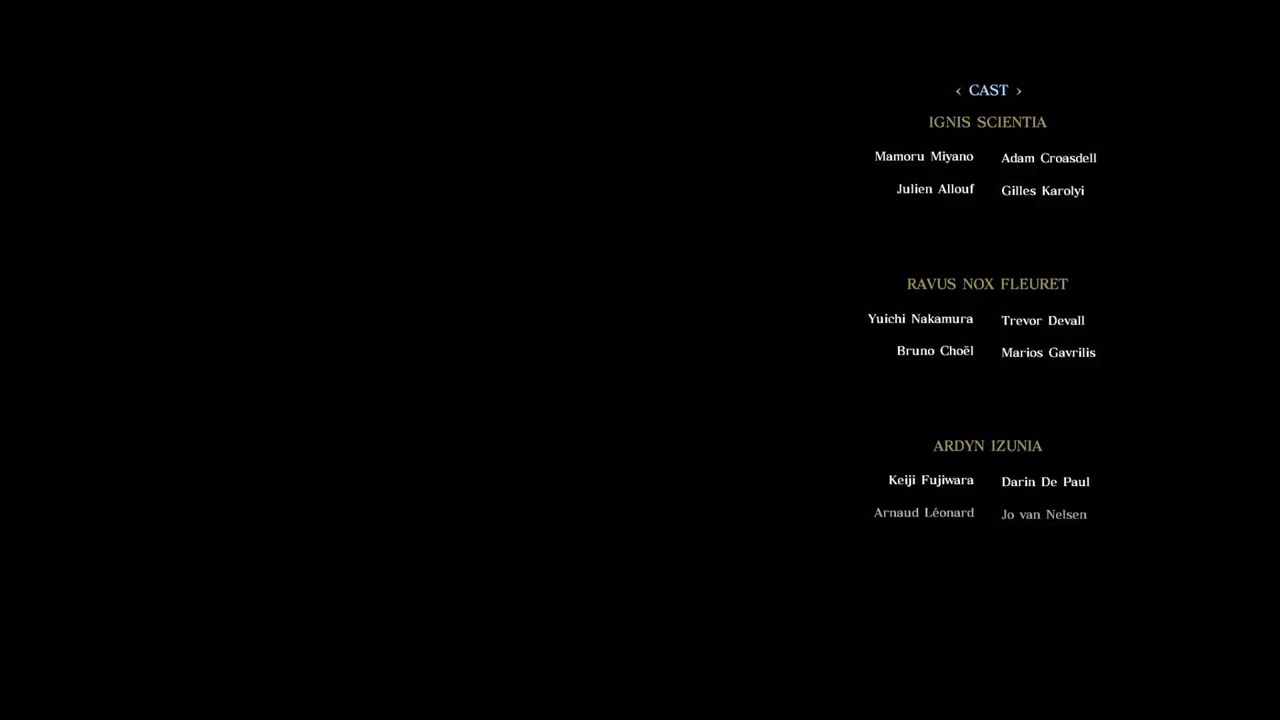 ‹ CAST ›
IGNIS SCIENTIA
Mamoru Miyano Adam Croasdell
Julien Allouf Gilles Karolyi
RAVUS NOX FLEURET
Yuichi Nakamura Trevor Devall
Bruno Choël Marios Gavrilis
ARDYN IZUNIA
Keiji Fujiwara Darin De Paul
Arnaud Léonard Jo van Nelsen